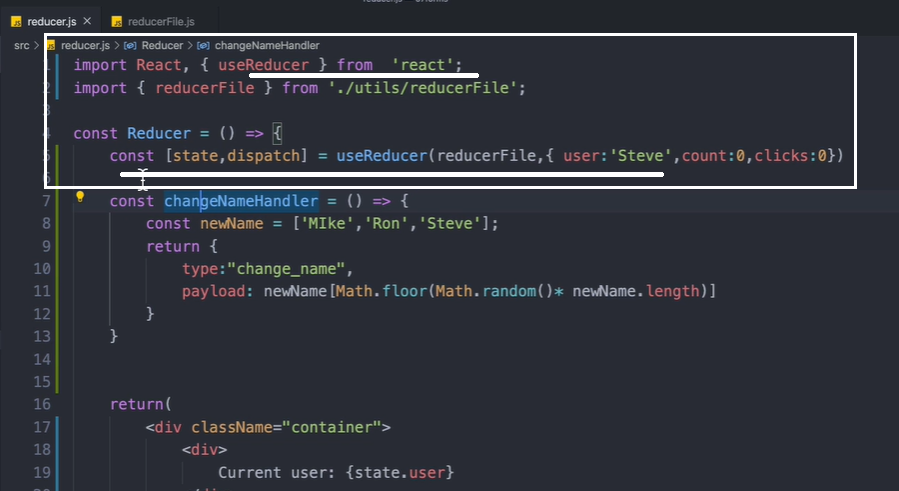 reducer.js
reducerFile.js
src > reducer.js > Reducer > changeNameHandler
import React, { useReducer } from 'react';
2 import { reducerFile } from './utils/reducerFile';
3
4 const Reducer = () => {
5 const [state,dispatch] = useReducer(reducerFile,{ user:'Steve',count:0,clicks:0})
7 const changeNameHandler = () => {
8 const newName = ['MIke','Ron','Steve'];
9 return {
10 type:"change_name",
11 payload: newName[Math.floor(Math.random()* newName.length)]
12 }
13 }
14
15
16 return(
17 <div className="container">
18 <div>
19 Current user: {state.user}